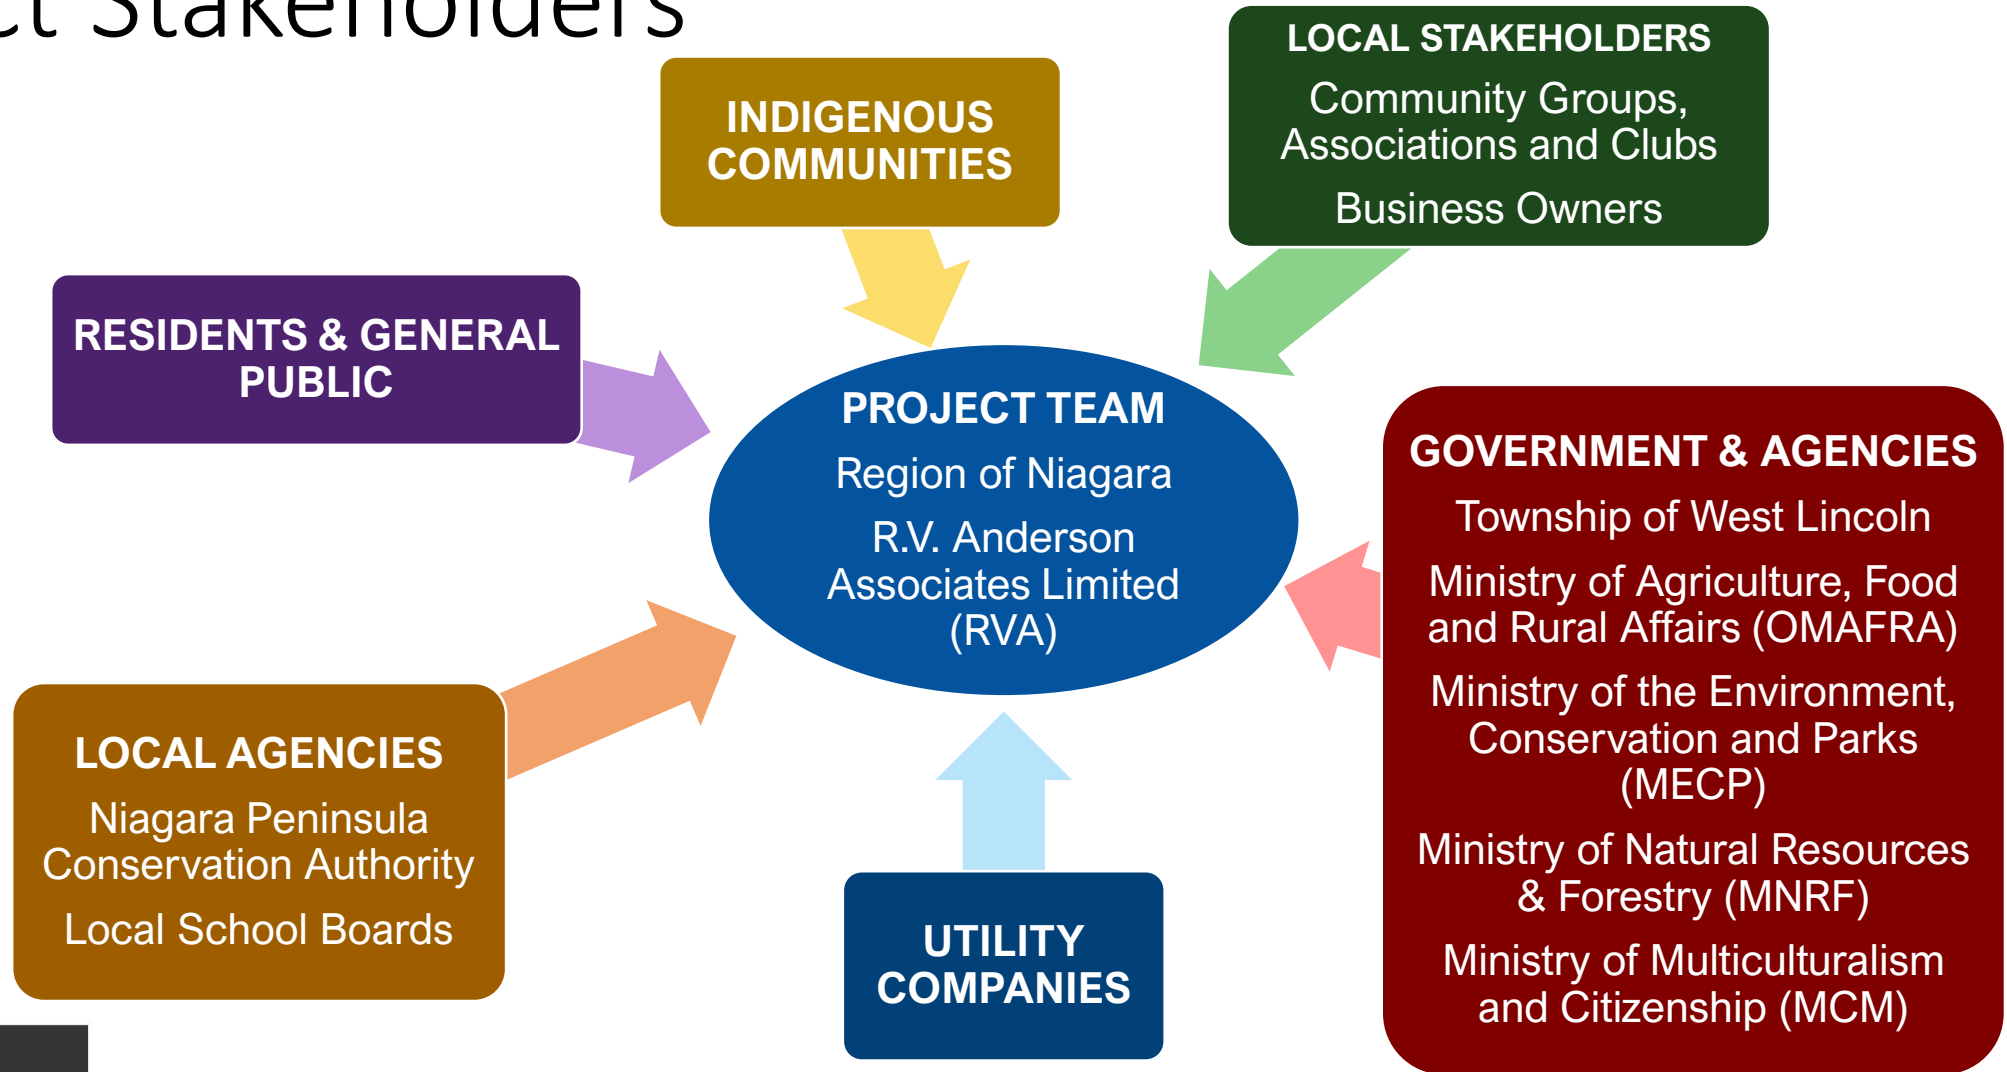 Stakeholders
INDIGENOUS
COMMUNITIES
LOCAL STAKEHOLDERS
Community Groups,
Associations and Clubs
Business Owners
RESIDENTS & GENERAL
PUBLIC
PROJECT TEAM
Region of Niagara
R.V. Anderson
Associates Limited
(RVA)
GOVERNMENT & AGENCIES
Township of West Lincoln
Ministry of Agriculture, Food
and Rural Affairs (OMAFRA)
Ministry of the Environment,
Conservation and Parks
(MECP)
Ministry of Natural Resources
& Forestry (MNRF)
Ministry of Multiculturalism
and Citizenship (MCM)
LOCAL AGENCIES
Niagara Peninsula
Conservation Authority
Local School Boards
UTILITY
COMPANIES